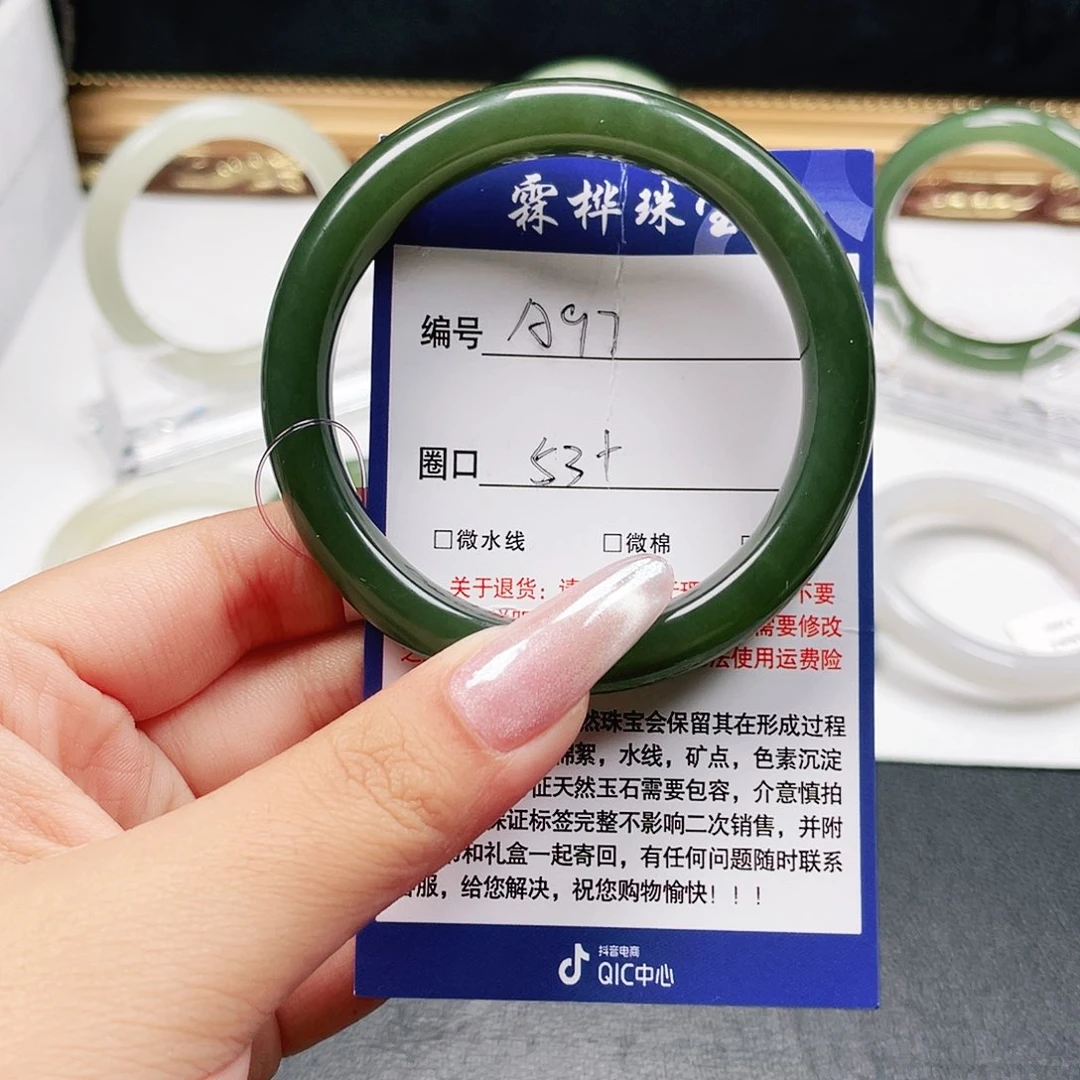 霖桦珠宝
编号 A97
圈口 53+
□微水线 □微棉
关于退货：请 不要
需要修改
法使用运费险
然珠宝会保留其在形成过程
棉絮，水线，矿点，色素沉淀
证天然玉石需要包容，介意慎拍
保证标签完整不影响二次销售，并附
和礼盒一起寄回，有任何问题随时联系
客服，给您解决，祝您购物愉快！！！
抖音电商
QIC中心